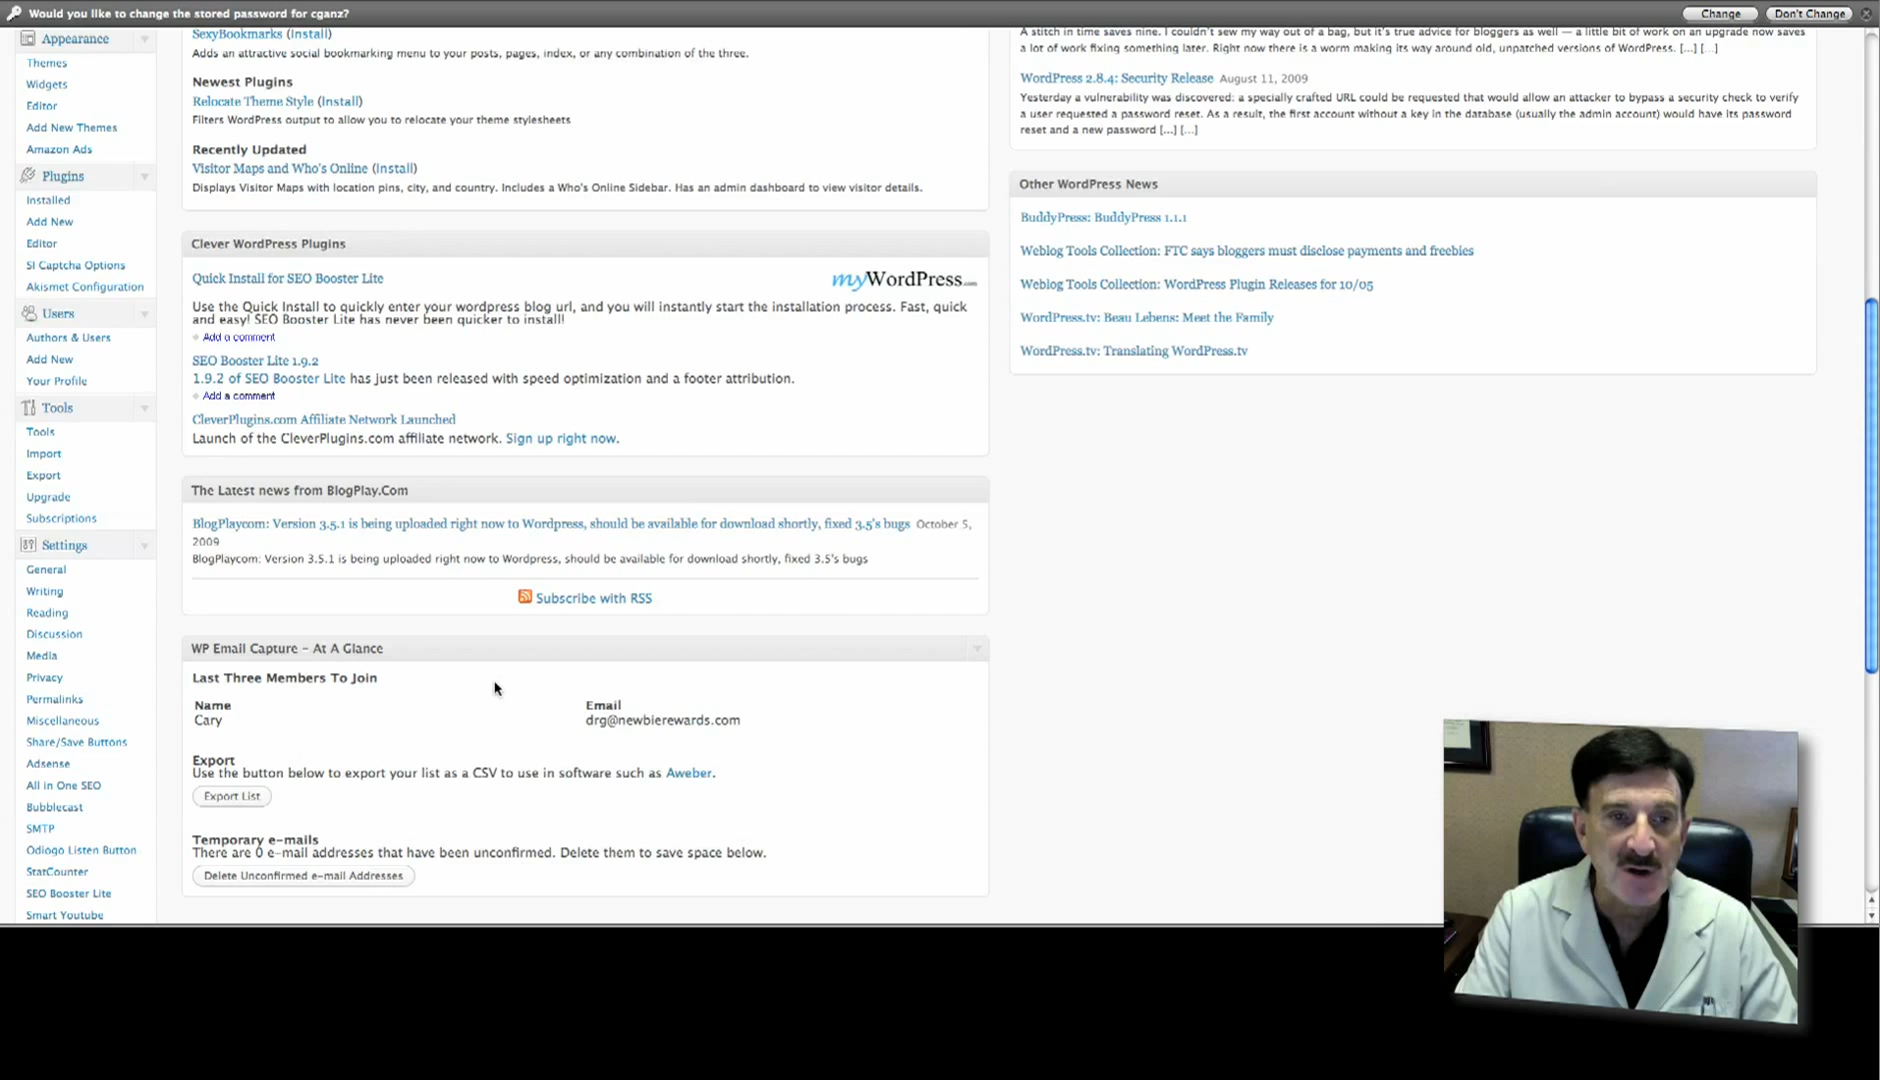 Would you like to change the stored password for cganz?
Change
Don't Change
Appearance
Themes
Widgets
Editor
Add New Themes
Amazon Ads
Plugins
Installed
Add New
Editor
SI Captcha Options
Akismet Configuration
Users
Authors & Users
Add New
Your Profile
Tools
Tools
Import
Export
Upgrade
Subscriptions
Settings
General
Writing
Reading
Discussion
Media
Privacy
Permalinks
Miscellaneous
Share/Save Buttons
Adsense
All in One SEO
Bubblecast
SMTP
Odiogo Listen Button
StatCounter
SEO Booster Lite
Smart Youtube
SexyBookmarks (Install)
Adds an attractive social bookmarking menu to your posts, pages, index, or any combination of the three.
Newest Plugins
Relocate Theme Style (Install)
Filters WordPress output to allow you to relocate your theme stylesheets
Recently Updated
Visitor Maps and Who's Online (Install)
Displays Visitor Maps with location pins, city, and country. Includes a Who's Online Sidebar. Has an admin dashboard to view visitor details.
Clever WordPress Plugins
Quick Install for SEO Booster Lite
myWordPress
Use the Quick Install to quickly enter your wordpress blog url, and you will instantly start the installation process. Fast, quick
and easy! SEO Booster Lite has never been quicker to install!
Add a comment
SEO Booster Lite 1.9.2
1.9.2 of SEO Booster Lite has just been released with speed optimization and a footer attribution.
Add a comment
CleverPlugins.com Affiliate Network Launched
Launch of the CleverPlugins.com affiliate network. Sign up right now.
The Latest news from BlogPlay.Com
BlogPlaycom: Version 3.5.1 is being uploaded right now to Wordpress, should be available for download shortly, fixed 3.5's bugs October 5,
2009
BlogPlaycom: Version 3.5.1 is being uploaded right now to Wordpress, should be available for download shortly, fixed 3.5's bugs
Subscribe with RSS
WP Email Capture – At A Glance
Last Three Members To Join
Name Email
Cary drg@newbierewards.com
Export
Use the button below to export your list as a CSV to use in software such as Aweber.
Export List
Temporary e-mails
There are 0 e-mail addresses that have been unconfirmed. Delete them to save space below.
Delete Unconfirmed e-mail Addresses
A stitch in time saves nine. I couldn't sew my way out of a bag, but it's true advice for bloggers as well — a little bit of work on an upgrade now saves
a lot of work fixing something later. Right now there is a worm making its way around old, unpatched versions of WordPress. [...] [...]
WordPress 2.8.4: Security Release August 11, 2009
Yesterday a vulnerability was discovered: a specially crafted URL could be requested that would allow an attacker to bypass a security check to verify
a user requested a password reset. As a result, the first account without a key in the database (usually the admin account) would have its password
reset and a new password [...] [...]
Other WordPress News
BuddyPress: BuddyPress 1.1.1
Weblog Tools Collection: FTC says bloggers must disclose payments and freebies
Weblog Tools Collection: WordPress Plugin Releases for 10/05
WordPress.tv: Beau Lebens: Meet the Family
WordPress.tv: Translating WordPress.tv